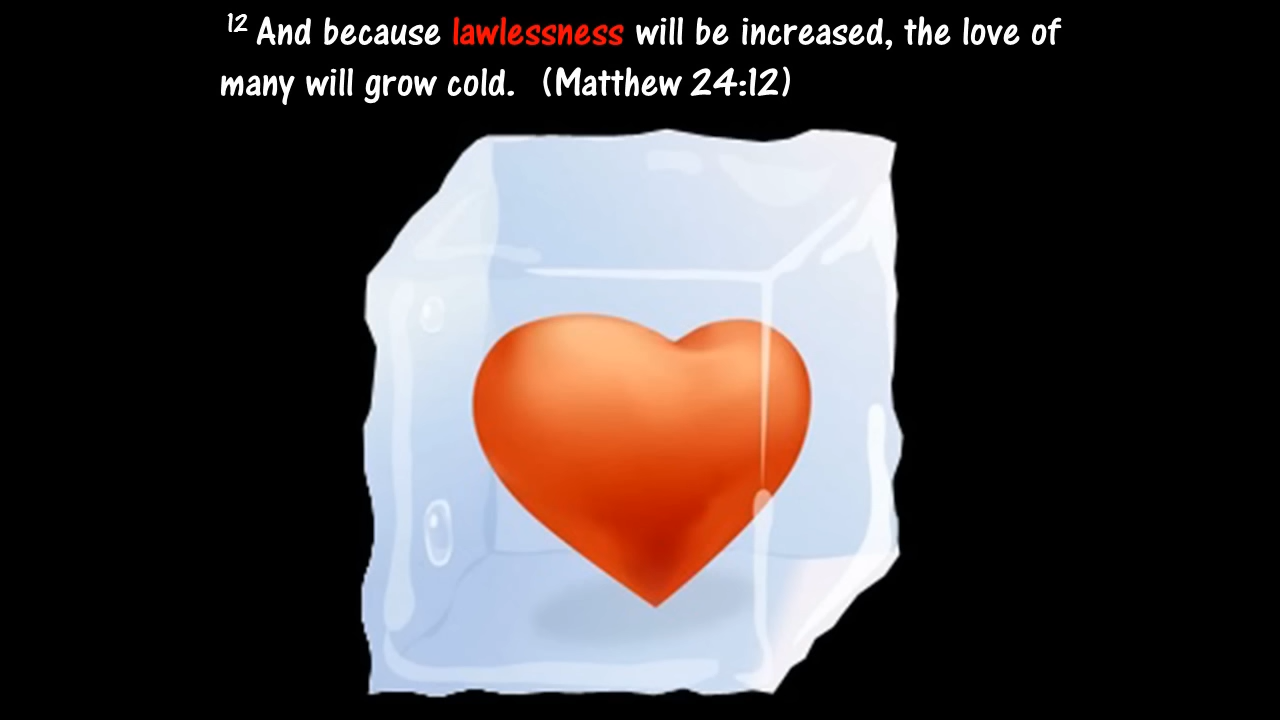 12 And because lawlessness will be increased, the love of
many will grow cold. (Matthew 24:12)